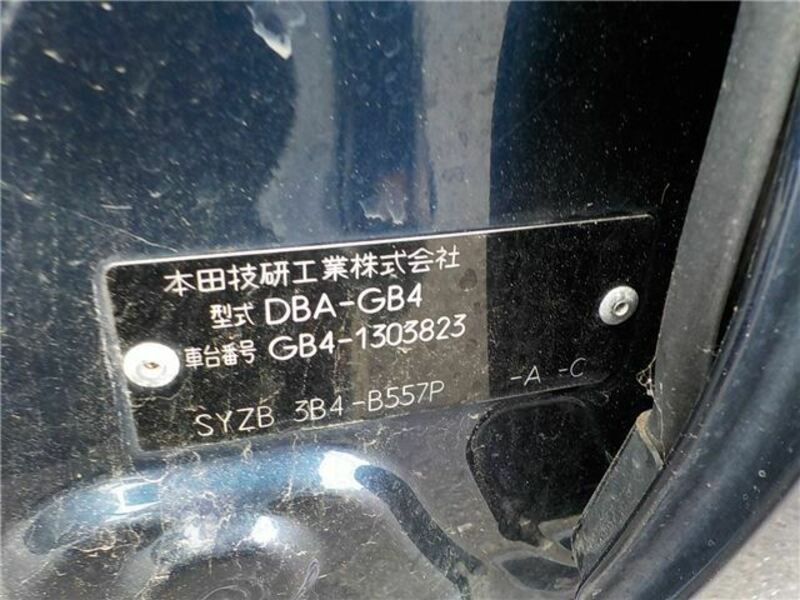 本田技研工業株式会社
型式 DBA-GB4
車台番号 GB4-1303823
SYZB 3B4-B557P -A -C